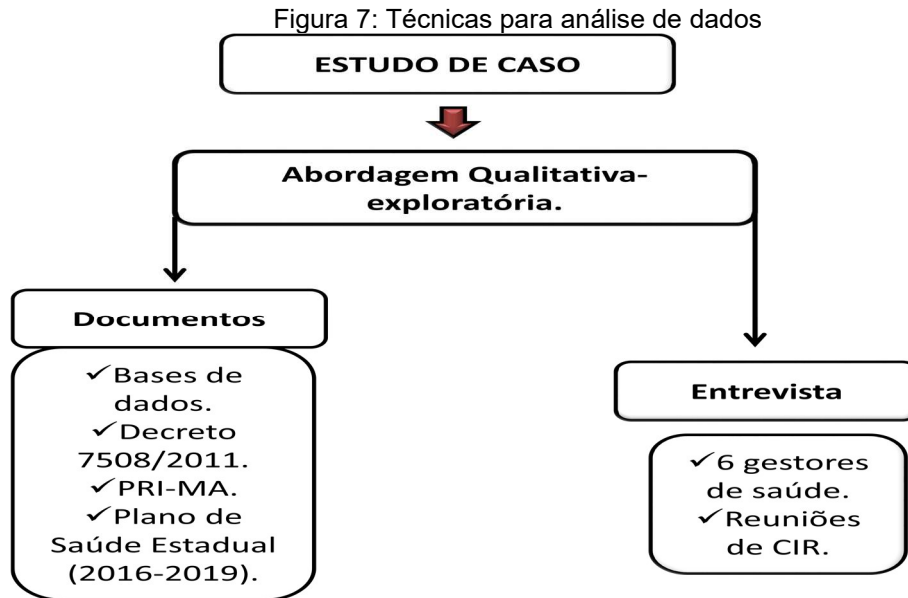 Figura 7: Técnicas para análise de dados
ESTUDO DE CASO
Abordagem Qualitativa-
exploratória.
Documentos
✓Bases de
dados.
✓Decreto
7508/2011.
✓PRI-MA.
✓Plano de
Saúde Estadual
(2016-2019).
Entrevista
✓6 gestores
de saúde.
✓Reuniões
de CIR.